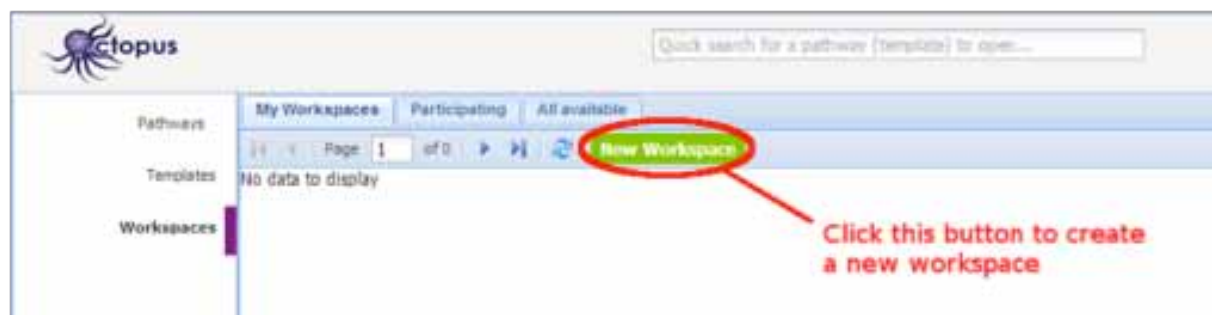 ctopus
Quick search for a pathway (template) to open...
Pathways
Templates
Workspaces
My Workspaces Participating All available
Page 1 of 0 New Workspace
No data to display
Click this button to create
a new workspace